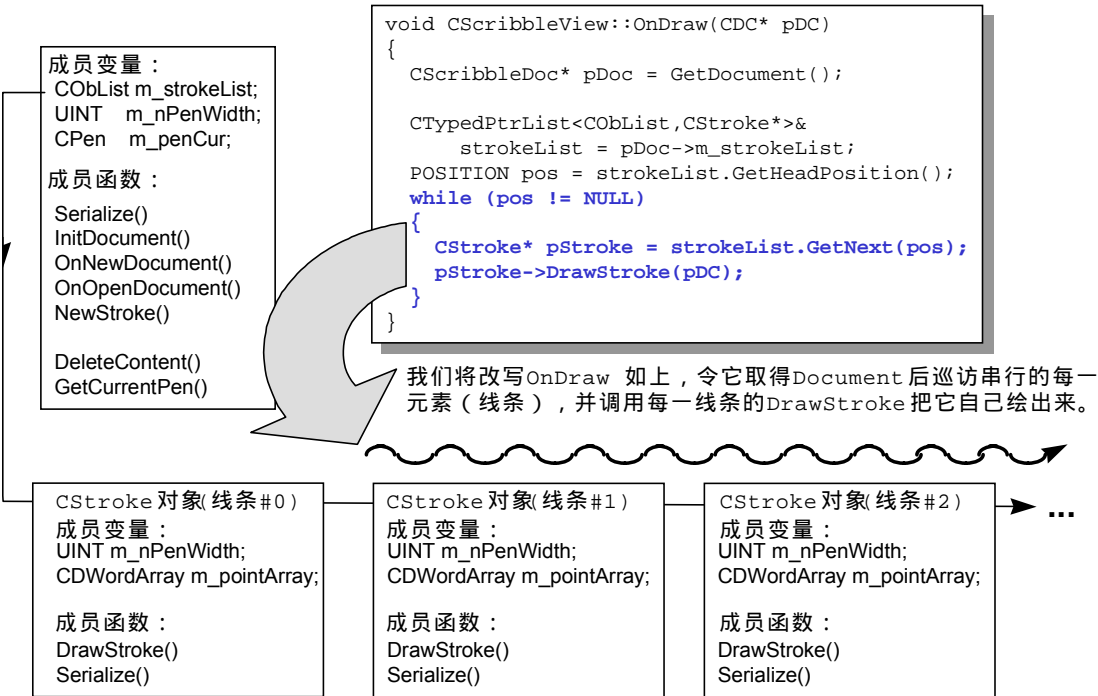 void CScribbleView::OnDraw(CDC* pDC)
{
CScribbleDoc* pDoc = GetDocument();
CTypedPtrList<CObList,CStroke*>&
strokeList = pDoc->m_strokeList;
POSITION pos = strokeList.GetHeadPosition();
while (pos != NULL)
{
CStroke* pStroke = strokeList.GetNext(pos);
pStroke->DrawStroke(pDC);
}
}
成员变量：
CObList m_strokeList;
UINT m_nPenWidth;
CPen m_penCur;
成员函数：
Serialize()
InitDocument()
OnNewDocument()
OnOpenDocument()
NewStroke()
DeleteContent()
GetCurrentPen()
我们将改写OnDraw 如上，令它取得Document后巡访串行的每一
元素（线条），并调用每一线条的DrawStroke把它自己绘出来。
CStroke对象(线条#0)
成员变量：
UINT m_nPenWidth;
CDWordArray m_pointArray;
成员函数：
DrawStroke()
Serialize()
CStroke对象(线条#1)
成员变量：
UINT m_nPenWidth;
CDWordArray m_pointArray;
成员函数：
DrawStroke()
Serialize()
CStroke对象(线条#2)
成员变量：
UINT m_nPenWidth;
CDWordArray m_pointArray;
成员函数：
DrawStroke()
Serialize()
...